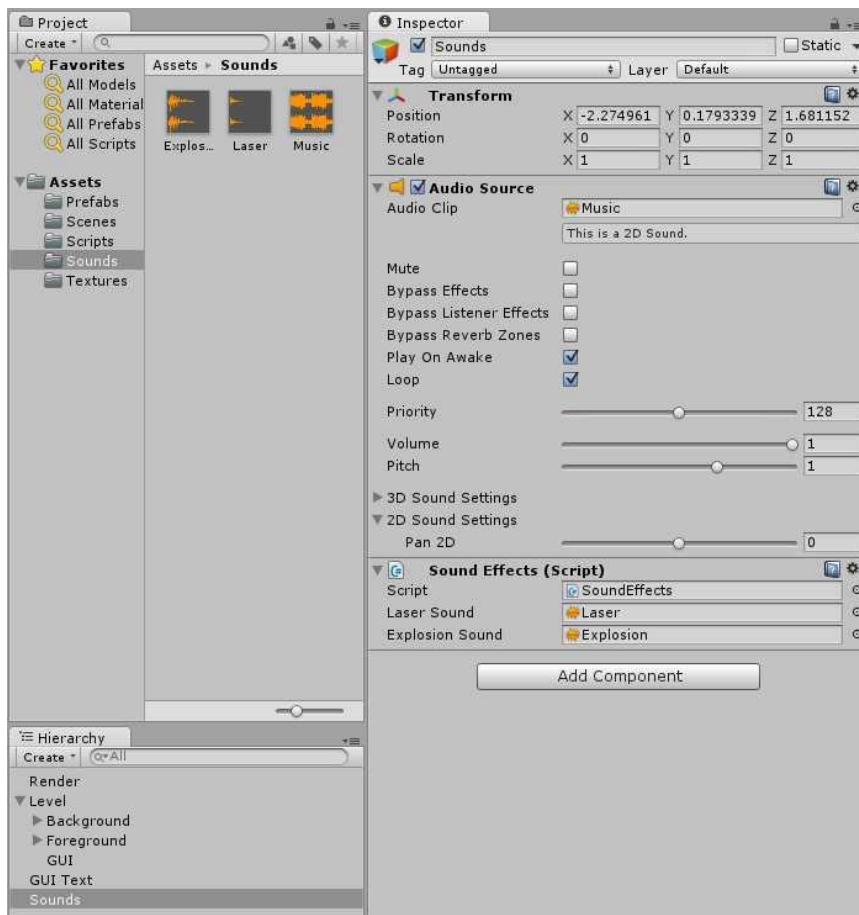 Project
Create
Favorites
All Models
All Material
All Prefabs
All Scripts
Assets
Prefabs
Scenes
Scripts
Sounds
Textures
Assets ▸ Sounds
Explos...
Laser
Music
Hierarchy
Create
All
Render
Level
Background
Foreground
GUI
GUI Text
Sounds
Inspector
Sounds
Static
Tag Untagged Layer Default
Transform
Position X -2.274961 Y 0.1793339 Z 1.681152
Rotation X 0 Y 0 Z 0
Scale X 1 Y 1 Z 1
Audio Source
Audio Clip Music
This is a 2D Sound.
Mute
Bypass Effects
Bypass Listener Effects
Bypass Reverb Zones
Play On Awake
Loop
Priority 128
Volume 1
Pitch 1
3D Sound Settings
2D Sound Settings
Pan 2D 0
Sound Effects (Script)
Script SoundEffects
Laser Sound Laser
Explosion Sound Explosion
Add Component